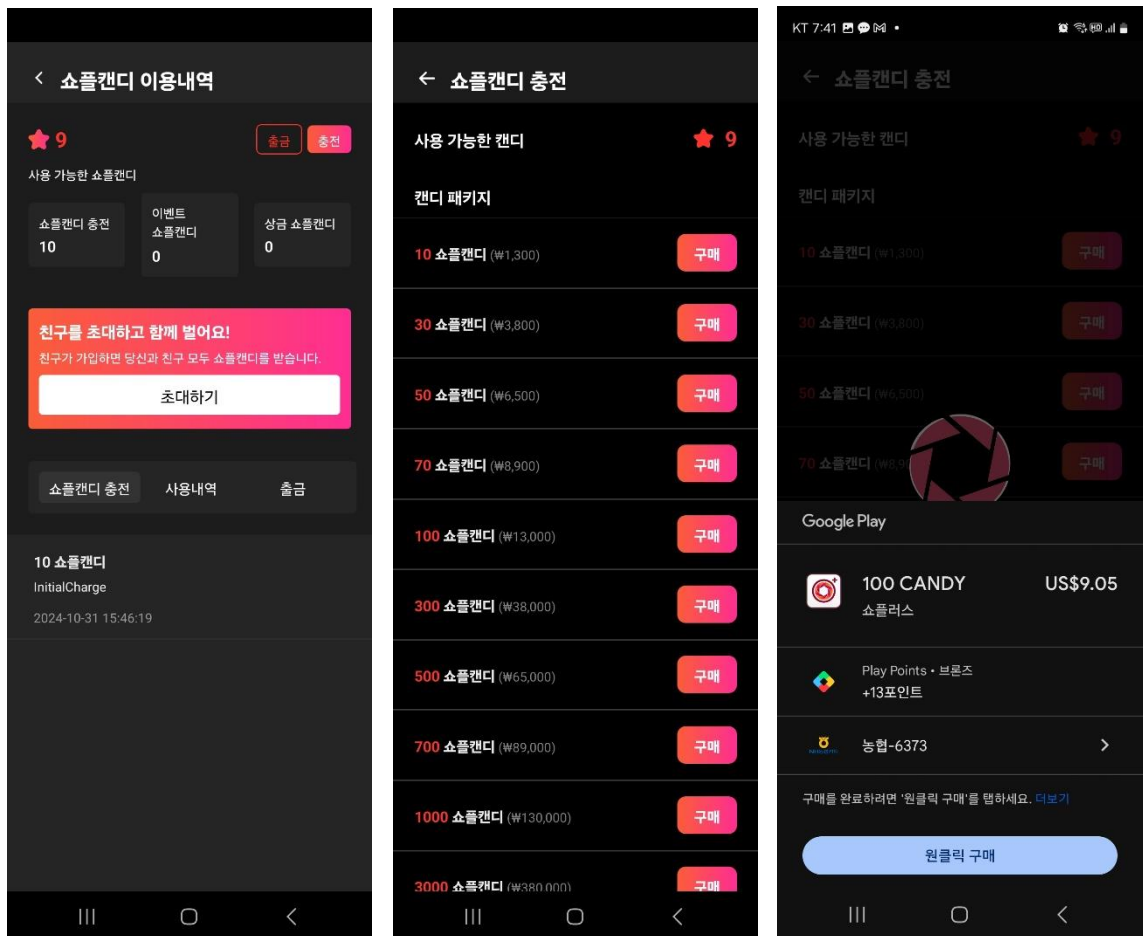 쇼플캔디 이용내역
9
출금
충전
사용 가능한 쇼플캔디
쇼플캔디 충전
10
이벤트
쇼플캔디
0
상금 쇼플캔디
0
친구를 초대하고 함께 벌어요!
친구가 가입하면 당신과 친구 모두 쇼플캔디를 받습니다.
초대하기
쇼플캔디 충전 사용내역 출금
10 쇼플캔디
InitialCharge
2024-10-31 15:46:19
쇼플캔디 충전
사용 가능한 캔디 9
캔디 패키지
10 쇼플캔디 (₩1,300) 구매
30 쇼플캔디 (₩3,800) 구매
50 쇼플캔디 (₩6,500) 구매
70 쇼플캔디 (₩8,900) 구매
100 쇼플캔디 (₩13,000) 구매
300 쇼플캔디 (₩38,000) 구매
500 쇼플캔디 (₩65,000) 구매
700 쇼플캔디 (₩89,000) 구매
1000 쇼플캔디 (₩130,000) 구매
3000 쇼플캔디 (₩380,000) 구매
KT 7:41
쇼플캔디 충전
사용 가능한 캔디 9
캔디 패키지
10 쇼플캔디 (₩1,300) 구매
30 쇼플캔디 (₩3,800) 구매
50 쇼플캔디 (₩6,500) 구매
70 쇼플캔디 (₩8,9 구매
Google Play
100 CANDY US$9.05
쇼플러스
Play Points • 브론즈
+13포인트
농협-6373
구매를 완료하려면 '원클릭 구매'를 탭하세요. 더보기
원클릭 구매